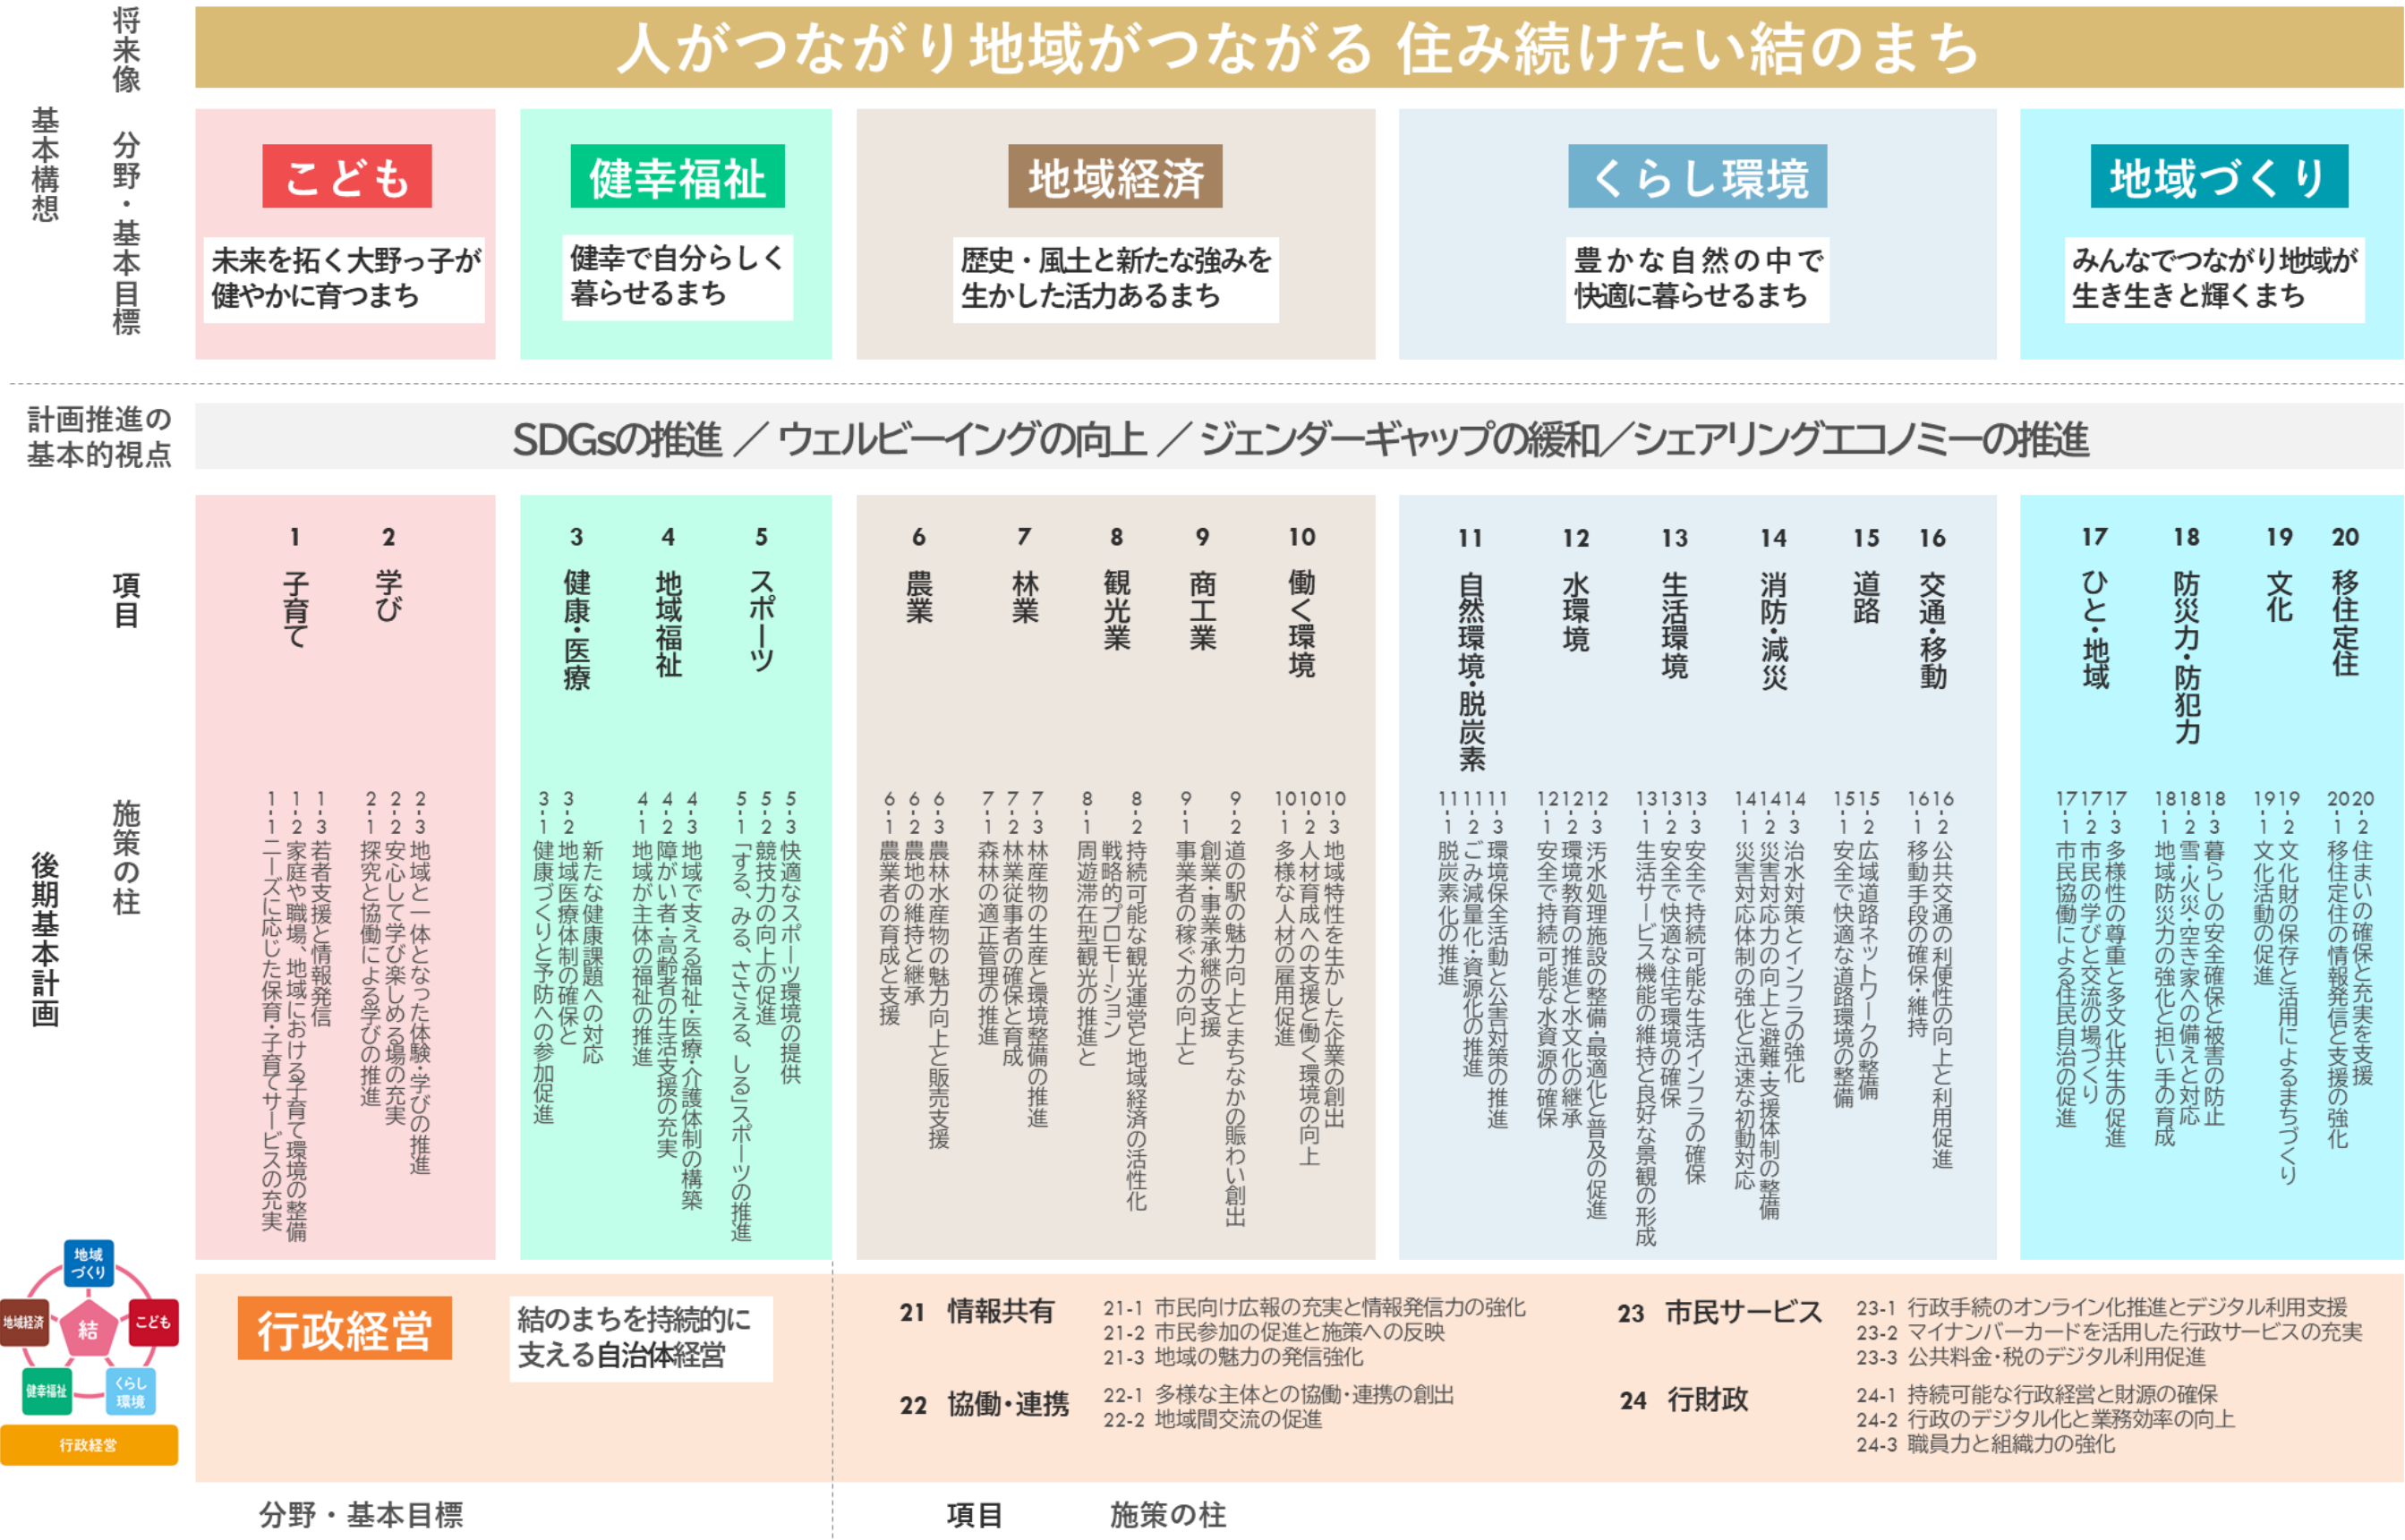 将来像
人がつながり地域がつながる 住み続けたい結のまち
基本構想
分野・基本目標
こども
未来を拓く大野っ子が
健やかに育つまち
健幸福祉
健幸で自分らしく
暮らせるまち
地域経済
歴史・風土と新たな強みを
生かした活力あるまち
くらし環境
豊かな自然の中で
快適に暮らせるまち
地域づくり
みんなでつながり地域が
生き生きと輝くまち
計画推進の
基本的視点
SDGsの推進 ／ ウェルビーイングの向上 ／ ジェンダーギャップの緩和／シェアリングエコノミーの推進
後期基本計画
項目
施策の柱
1 子育て
1-1 ニーズに応じた保育・子育てサービスの充実
1-2 家庭や職場、地域における子育て環境の整備
1-3 若者支援と情報発信
2 学び
2-1 探究と協働による学びの推進
2-2 安心して学び楽しめる場の充実
2-3 地域と一体となった体験・学びの推進
3 健康・医療
3-1 健康づくりと予防への参加促進
3-2 地域医療体制の確保と
新たな健康課題への対応
4 地域福祉
4-1 地域が主体の福祉の推進
4-2 障がい者・高齢者の生活支援の充実
4-3 地域で支える福祉・医療・介護体制の構築
5 スポーツ
5-1 「する、みる、ささえる、しる」スポーツの推進
5-2 競技力の向上の促進
5-3 快適なスポーツ環境の提供
6 農業
6-1 農業者の育成と支援
6-2 農地の維持と継承
6-3 農林水産物の魅力向上と販売支援
7 林業
7-1 森林の適正管理の推進
7-2 林業従事者の確保と育成
7-3 林産物の生産と環境整備の推進
8 観光業
8-1 周遊滞在型観光の推進と
戦略的プロモーション
8-2 持続可能な観光運営と地域経済の活性化
9 商工業
9-1 事業者の稼ぐ力の向上と
創業・事業承継の支援
9-2 道の駅の魅力向上とまちなかの賑わい創出
10 働く環境
10-1 多様な人材の雇用促進
10-2 人材育成への支援と働く環境の向上
10-3 地域特性を生かした企業の創出
11 自然環境・脱炭素
11-1 脱炭素化の推進
11-2 ごみ減量化・資源化の推進
11-3 環境保全活動と公害対策の推進
12 水環境
12-1 安全で持続可能な水資源の確保
12-2 環境教育の推進と水文化の継承
12-3 汚水処理施設の整備・最適化と普及の促進
13 生活環境
13-1 生活サービス機能の維持と良好な景観の形成
13-2 安全で快適な住宅環境の確保
13-3 安全で持続可能な生活インフラの確保
14 消防・減災
14-1 災害対応体制の強化と迅速な初動対応
14-2 災害対応力の向上と避難・支援体制の整備
14-3 治水対策とインフラの強化
15 道路
15-1 安全で快適な道路環境の整備
15-2 広域道路ネットワークの整備
16 交通・移動
16-1 移動手段の確保・維持
16-2 公共交通の利便性の向上と利用促進
17 ひと・地域
17-1 市民協働による住民自治の促進
17-2 市民の学びと交流の場づくり
17-3 多様性の尊重と多文化共生の促進
18 防災力・防犯力
18-1 地域防災力の強化と担い手の育成
18-2 雪・火災・空き家への備えと対応
18-3 暮らしの安全確保と被害の防止
19 文化
19-1 文化活動の促進
19-2 文化財の保存と活用によるまちづくり
20 移住定住
20-1 移住定住の情報発信と支援の強化
20-2 住まいの確保と充実を支援
地域
づくり
地域経済
結
こども
健幸福祉
くらし
環境
行政経営
行政経営
結のまちを持続的に
支える自治体経営
21 情報共有
21-1 市民向け広報の充実と情報発信力の強化
21-2 市民参加の促進と施策への反映
21-3 地域の魅力の発信強化
22 協働・連携
22-1 多様な主体との協働・連携の創出
22-2 地域間交流の促進
23 市民サービス
23-1 行政手続のオンライン化推進とデジタル利用支援
23-2 マイナンバーカードを活用した行政サービスの充実
23-3 公共料金・税のデジタル利用促進
24 行財政
24-1 持続可能な行政経営と財源の確保
24-2 行政のデジタル化と業務効率の向上
24-3 職員力と組織力の強化
分野・基本目標
項目
施策の柱